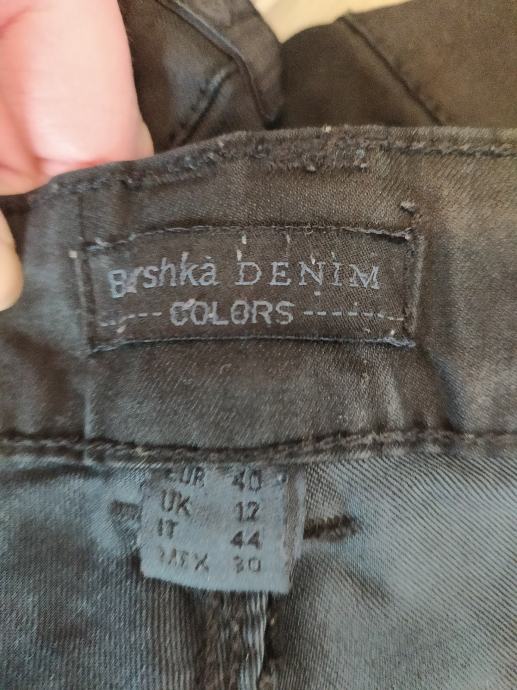 Bershka DENIM
COLORS
EUR 40
UK 12
IT 44
MEX 30